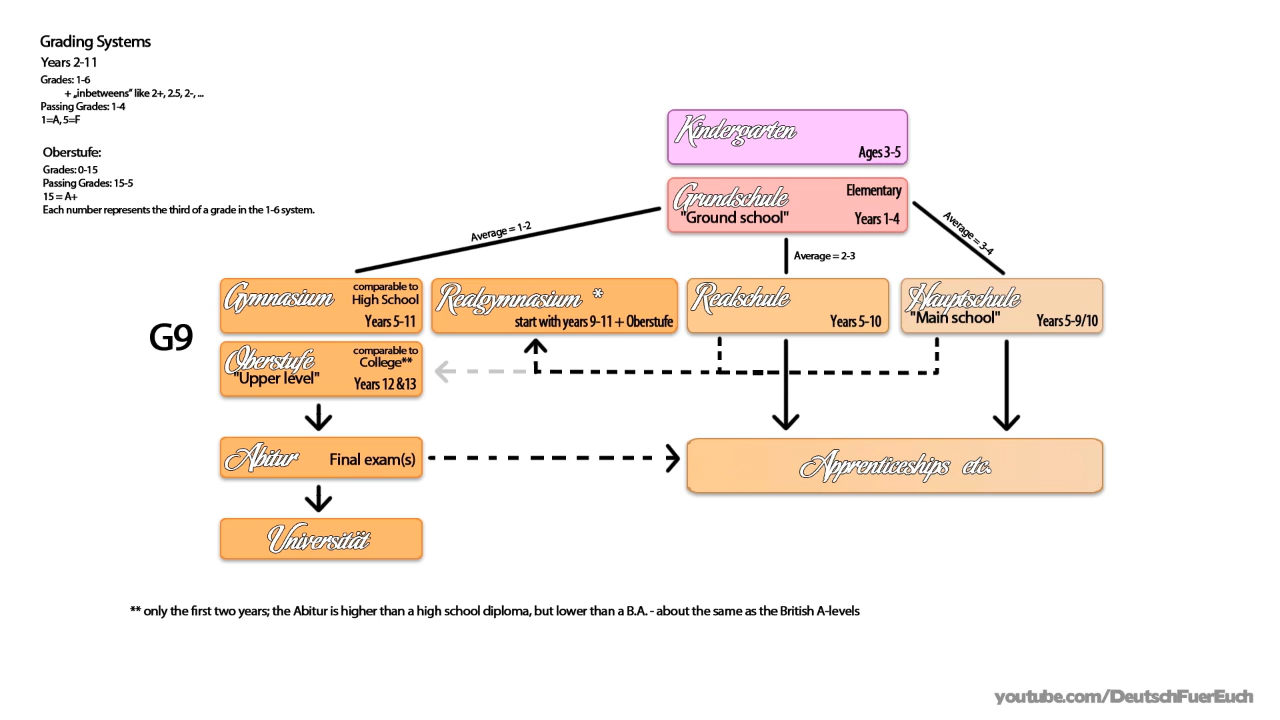 Grading Systems
Years 2-11
Grades: 1-6
+ „inbetweens" like 2+, 2.5, 2-, ...
Passing Grades: 1-4
1=A, 5=F
Oberstufe:
Grades: 0-15
Passing Grades: 15-5
15 = A+
Each number represents the third of a grade in the 1-6 system.
Kindergarten
Ages 3-5
Grundschule
Elementary
"Ground school"
Years 1-4
Average = 1-2
Average = 2-3
Average = 3-4
G9
Gymnasium
comparable to
High School
Years 5-11
Realgymnasium *
start with years 9-11 + Oberstufe
Realschule
Years 5-10
Hauptschule
"Main school"
Years 5-9/10
Oberstufe
"Upper level"
comparable to
College**
Years 12 &13
Abitur
Final exam(s)
Apprenticeships etc.
Universität
** only the first two years; the Abitur is higher than a high school diploma, but lower than a B.A. - about the same as the British A-levels
youtube.com/DeutschFuerEuch